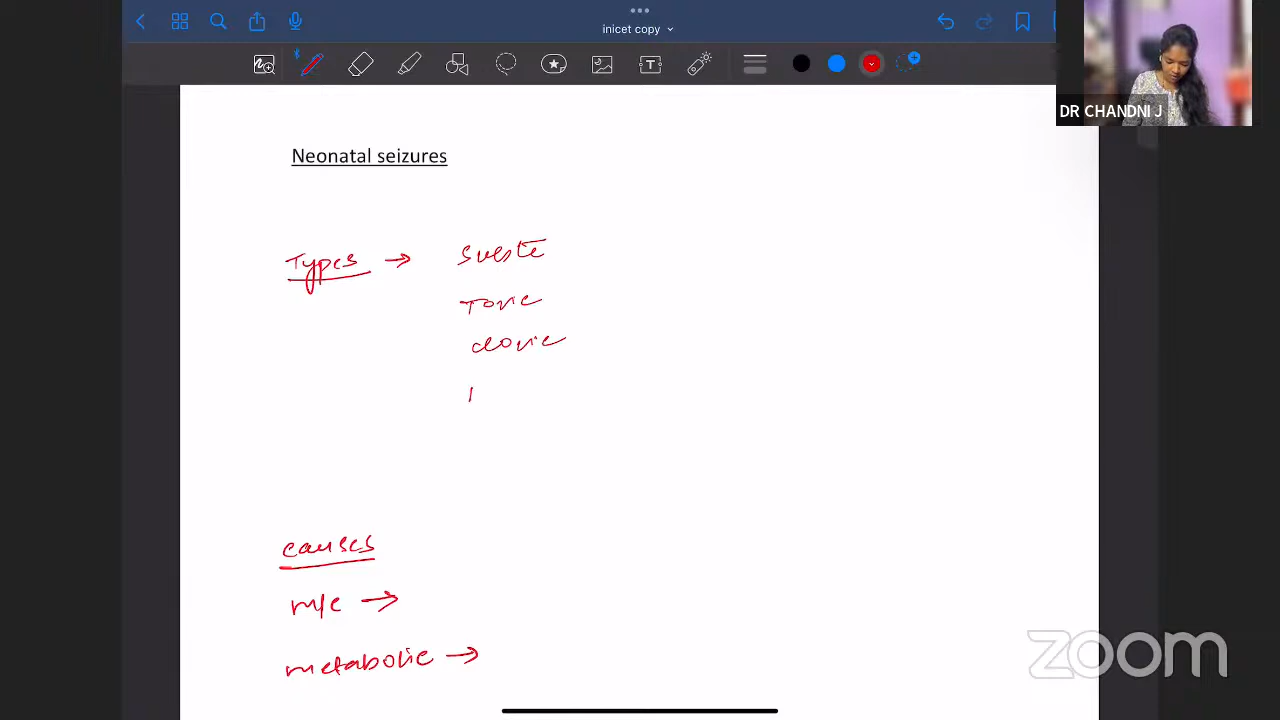 inicet copy
DR CHANDNI J
Neonatal seizures
Types → subtle
Tonic
clonic
causes
m/c →
metabolic →
zoom